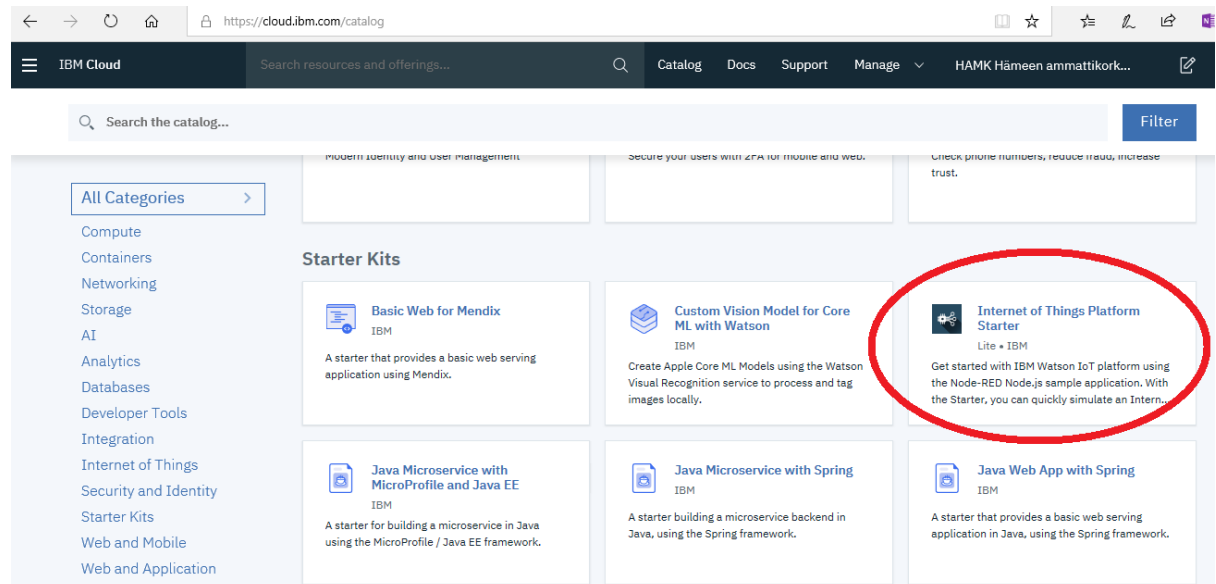 https://cloud.ibm.com/catalog
IBM Cloud
Search resources and offerings...
Catalog
Docs
Support
Manage
HAMK Hämeen ammattikork...
Search the catalog...
Filter
Modern Identity and User Management
Secure your users with 2FA for mobile and web.
Check phone numbers, reduce fraud, increase
trust.
All Categories
Compute
Containers
Networking
Storage
AI
Analytics
Databases
Developer Tools
Integration
Internet of Things
Security and Identity
Starter Kits
Web and Mobile
Web and Application
Starter Kits
Basic Web for Mendix
IBM
A starter that provides a basic web serving
application using Mendix.
Custom Vision Model for Core
ML with Watson
IBM
Create Apple Core ML Models using the Watson
Visual Recognition service to process and tag
images locally.
Internet of Things Platform
Starter
Lite • IBM
Get started with IBM Watson IoT platform using
the Node-RED Node.js sample application. With
the Starter, you can quickly simulate an Intern...
Java Microservice with
MicroProfile and Java EE
IBM
A starter for building a microservice in Java
using the MicroProfile / Java EE framework.
Java Microservice with Spring
IBM
A starter building a microservice backend in
Java, using the Spring framework.
Java Web App with Spring
IBM
A starter that provides a basic web serving
application in Java, using the Spring framework.